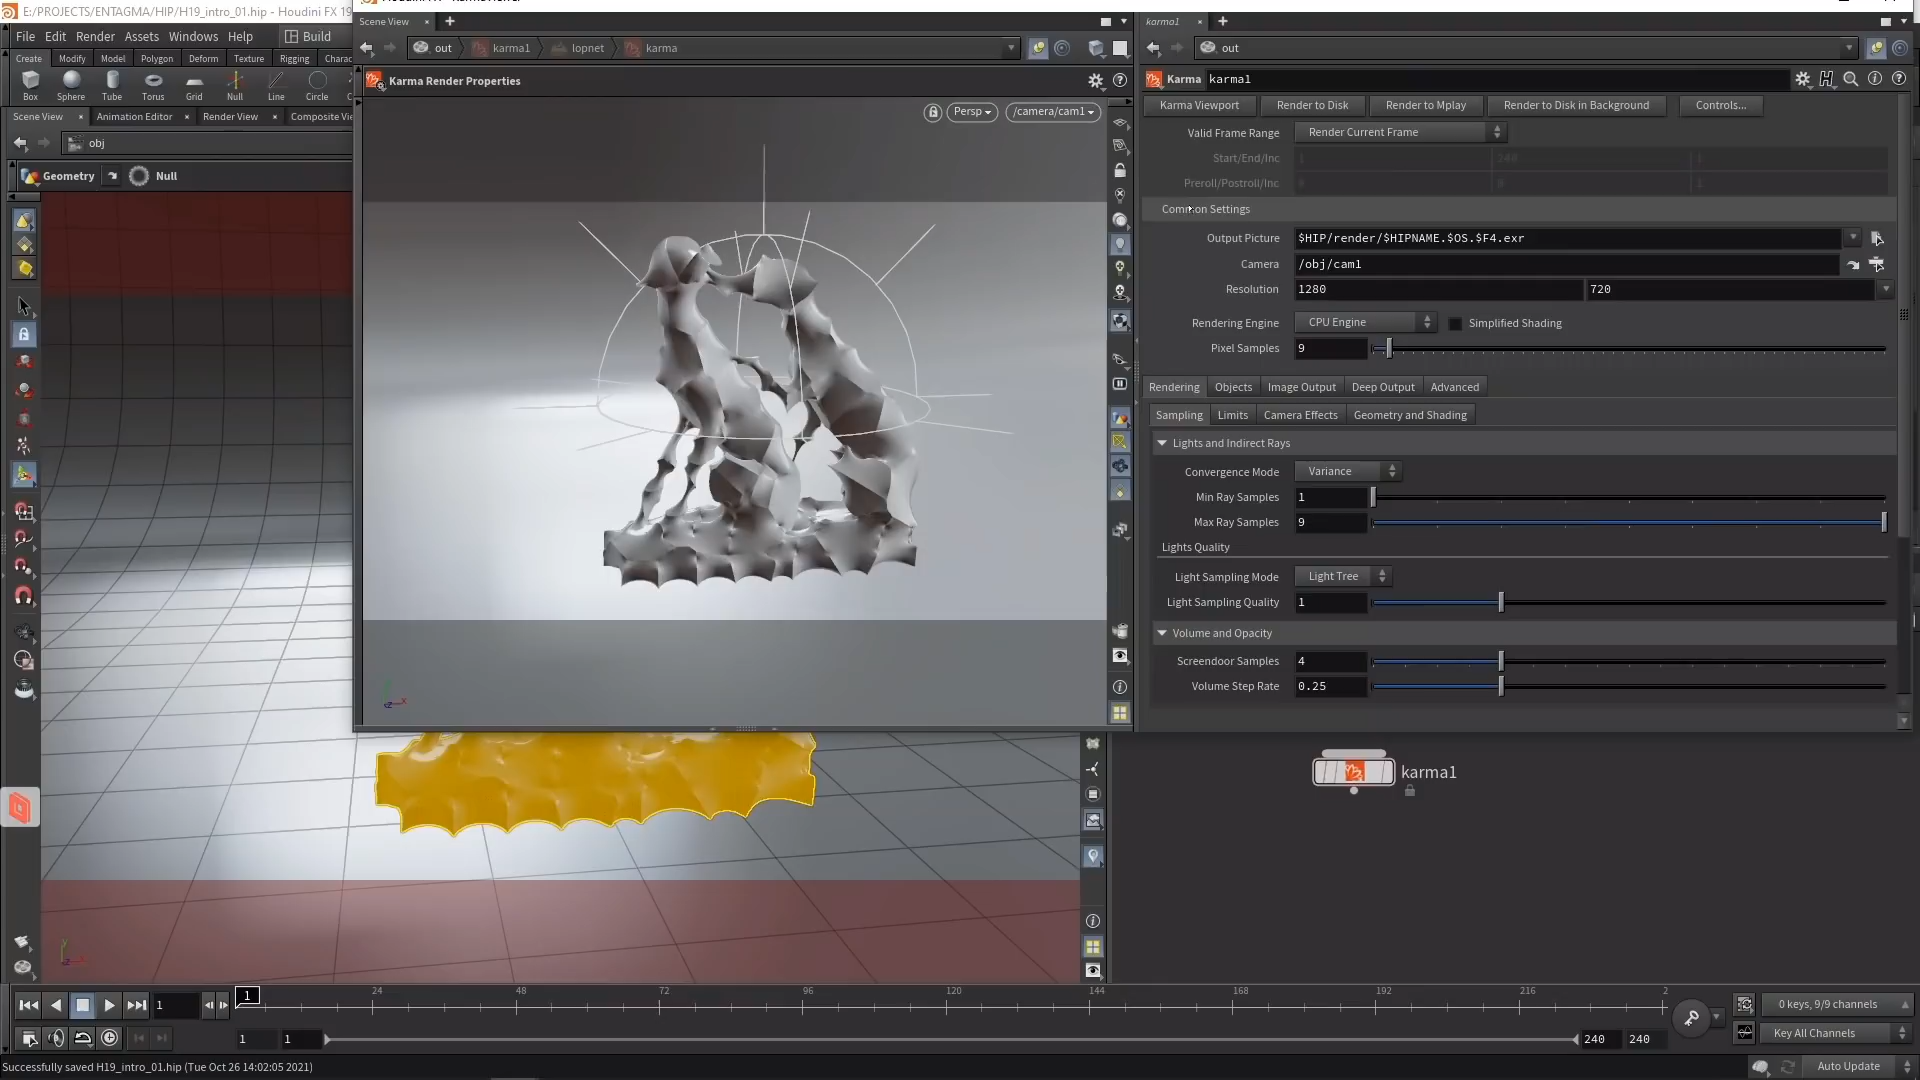 E:/PROJECTS/ENTAGMA/HIP/H19_intro_01.hip - Houdini FX 19
File Edit Render Assets Windows Help Build
Create Modify Model Polygon Deform Texture Rigging
Box Sphere Tube Torus Grid Null Line Circle
Scene View Animation Editor Render View
obj
Geometry Null
Scene View
out karma1 lopnet karma
Karma Render Properties
Persp /camera/cam1
karma1
out
Karma karma1
Karma Viewport Render to Disk Render to Mplay Render to Disk in Background Controls...
Valid Frame Range Render Current Frame
Start/End/Inc 1 240 1
Preroll/Postroll/Inc 0 0 1
Common Settings
Output Picture $HIP/render/$HIPNAME.$OS.$F4.exr
Camera /obj/cam1
Resolution 1280 720
Rendering Engine CPU Engine Simplified Shading
Pixel Samples 9
Rendering Objects Image Output Deep Output Advanced
Sampling Limits Camera Effects Geometry and Shading
Lights and Indirect Rays
Convergence Mode Variance
Min Ray Samples 1
Max Ray Samples 9
Lights Quality
Light Sampling Mode Light Tree
Light Sampling Quality 1
Volume and Opacity
Screendoor Samples 4
Volume Step Rate 0.25
karma1
1 1 24 48 72 96 120 144 168 192 216 2
0 keys, 9/9 channels
1 1 240 240
Key All Channels
Successfully saved H19_intro_01.hip (Tue Oct 26 14:02:05 2021)
Auto Update